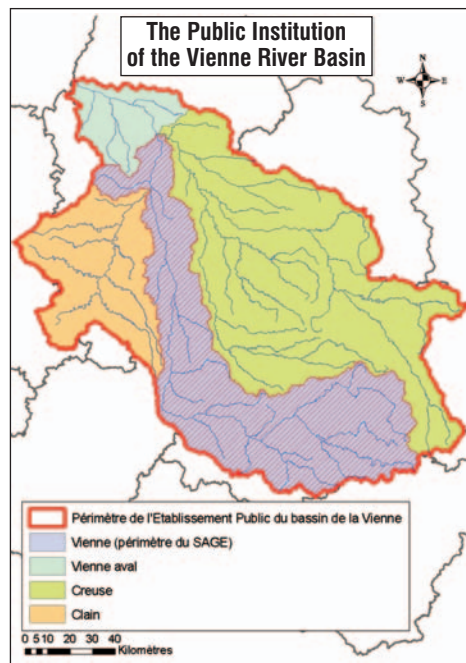 The Public Institution
of the Vienne River Basin
N
W E
S
Périmètre de l'Etablissement Public du bassin de la Vienne
Vienne (périmètre du SAGE)
Vienne aval
Creuse
Clain
0 5 10 20 30 40
Kilomètres